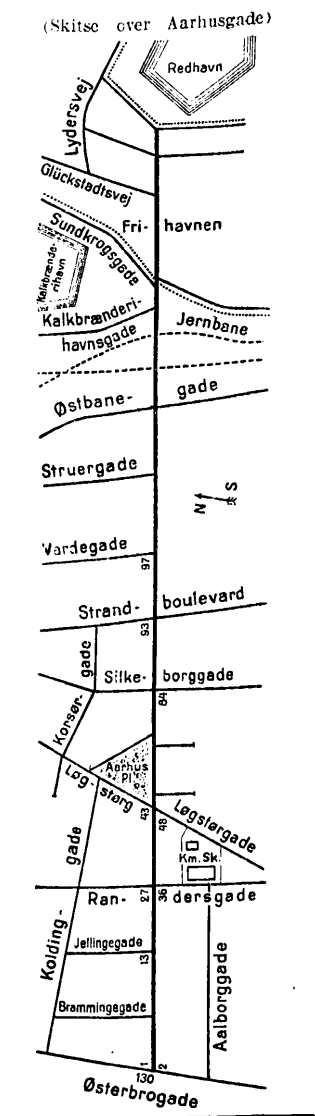 (Skitse over Aarhusgade)
Redhavn
Lydersvej
Glückstadtsvej
Fri- havnen
Sundkrogsgade
Kalkbrænde-
rihavn
Kalkbrænderi-
havnsgade
Jernbane
Østbane- gade
Struergade
N S
Vardegade
97
Strand- boulevard
93
gade
Silke- borggade
84
Korsør-
Aarhus
Pl.
Løg- størg
43
48
Løgstørgade
Km. Sk.
gade
Ran- 27 36 dersgade
Kolding-
Jellingegade
13
Brammingegade
Aalborggade
1 2
130
Østerbrogade